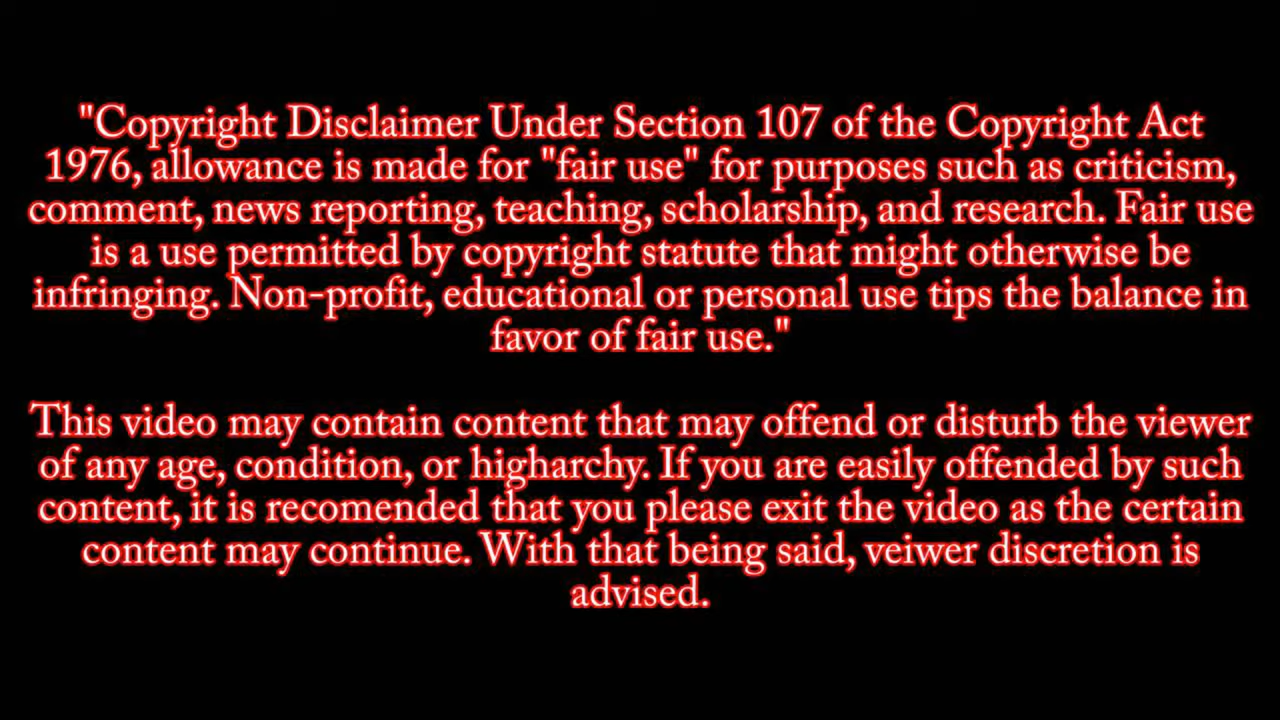 "Copyright Disclaimer Under Section 107 of the Copyright Act
1976, allowance is made for "fair use" for purposes such as criticism,
comment, news reporting, teaching, scholarship, and research. Fair use
is a use permitted by copyright statute that might otherwise be
infringing. Non-profit, educational or personal use tips the balance in
favor of fair use."
This video may contain content that may offend or disturb the viewer
of any age, condition, or higharchy. If you are easily offended by such
content, it is recomended that you please exit the video as the certain
content may continue. With that being said, veiwer discretion is
advised.